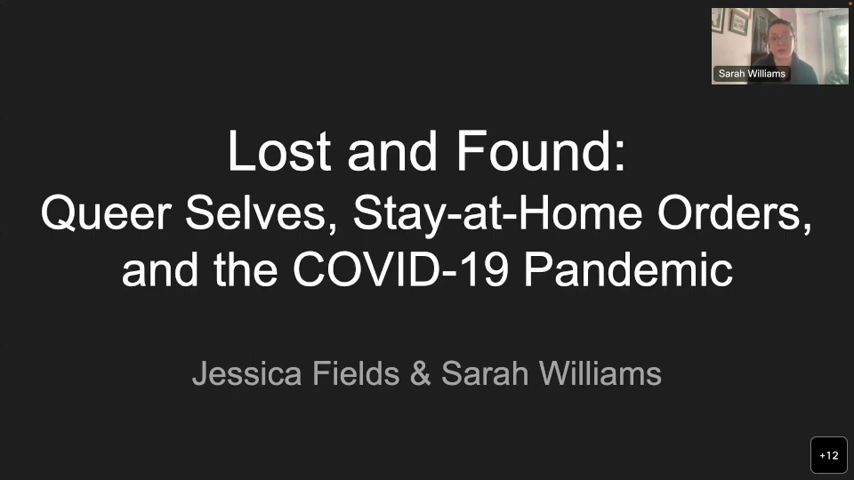 Sarah Williams
Lost and Found:
Queer Selves, Stay-at-Home Orders,
and the COVID-19 Pandemic
Jessica Fields & Sarah Williams
+12